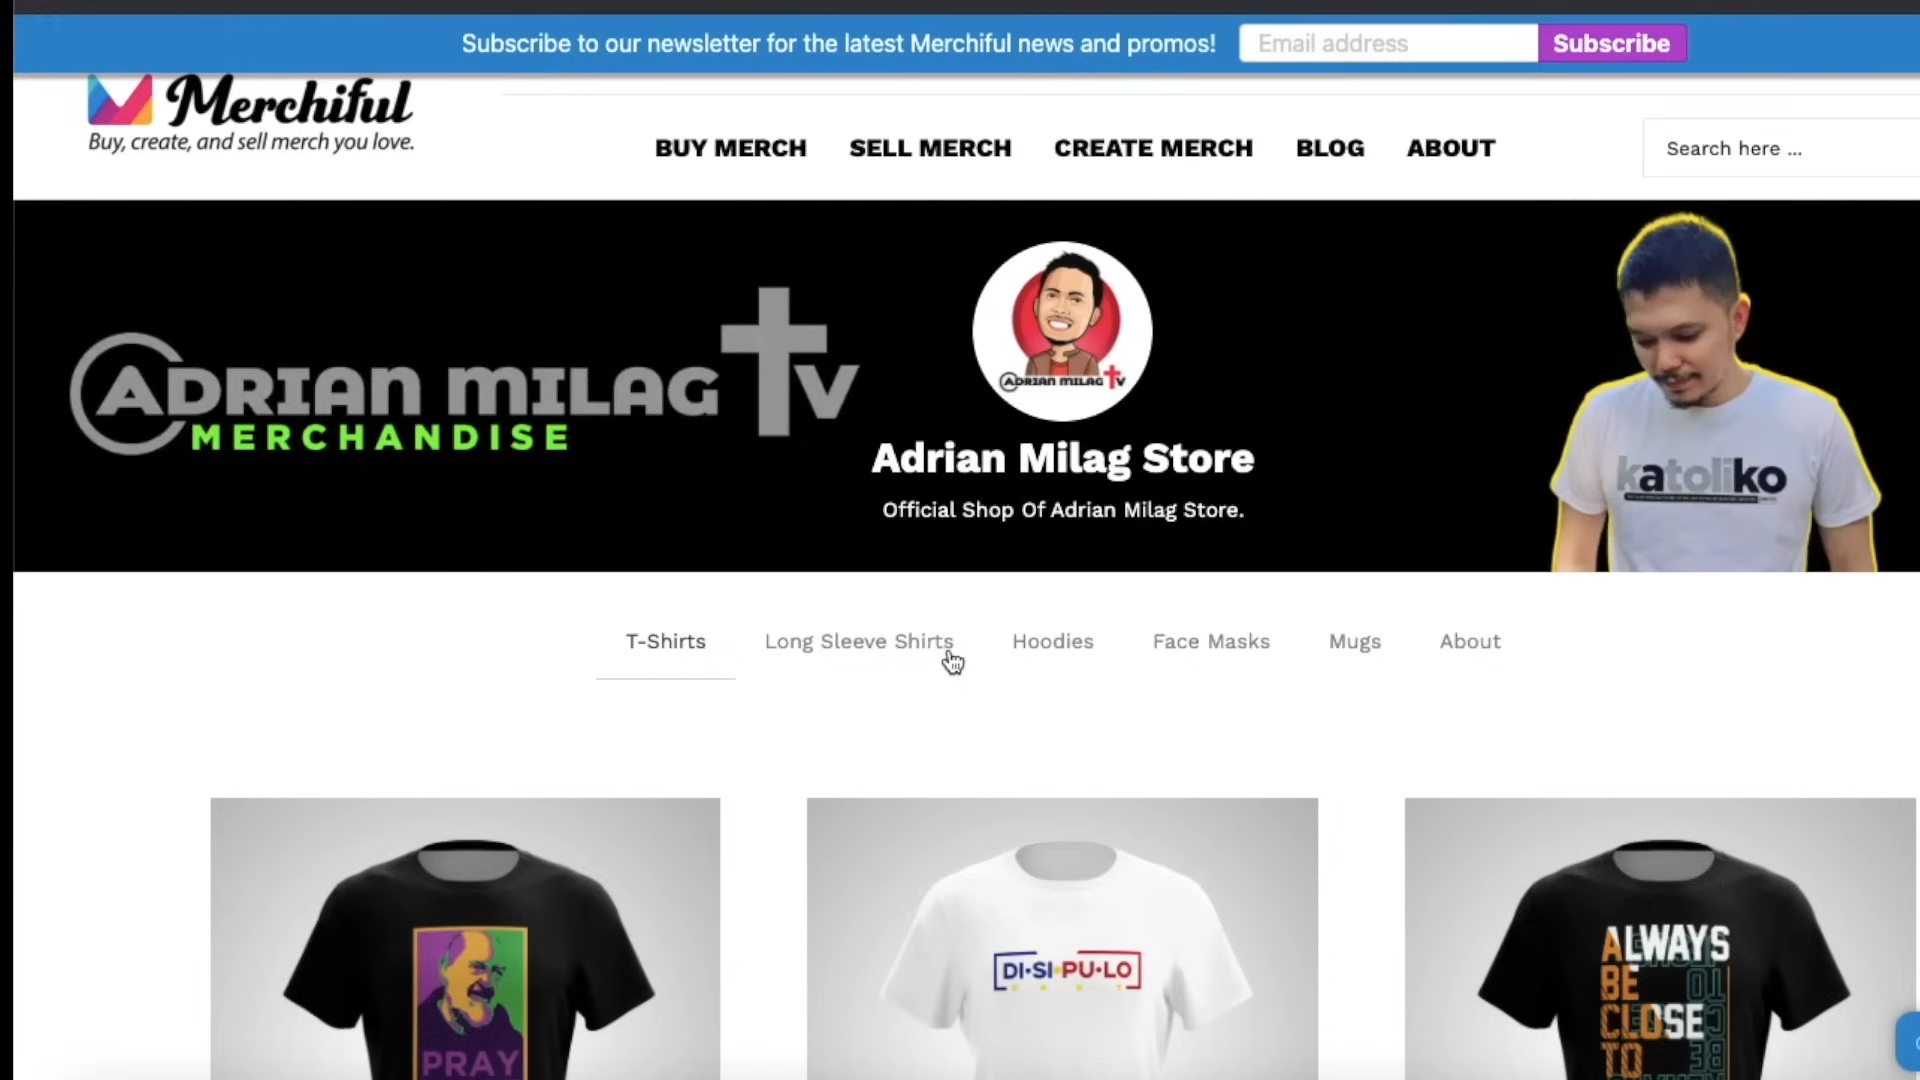 Subscribe to our newsletter for the latest Merchiful news and promos!
Email address
Subscribe
Merchiful
Buy, create, and sell merch you love.
BUY MERCH
SELL MERCH
CREATE MERCH
BLOG
ABOUT
Search here ...
ADRIAN MILAG TV
MERCHANDISE
ADRIAN MILAG TV
Adrian Milag Store
Official Shop Of Adrian Milag Store.
katoliko
T-Shirts
Long Sleeve Shirts
Hoodies
Face Masks
Mugs
About
PRAY
DI·SI·PU·LO
ALWAYS
BE
CLOSE
TO